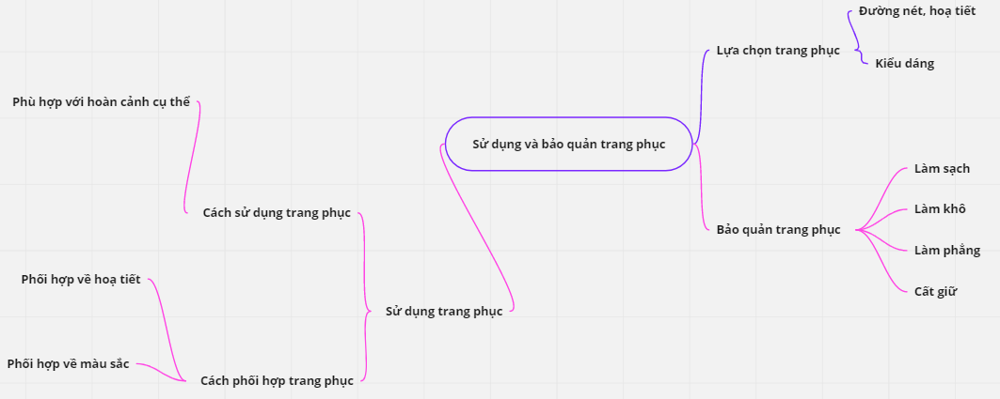 Đường nét, hoạ tiết
Lựa chọn trang phục
Kiểu dáng
Phù hợp với hoàn cảnh cụ thể
Sử dụng và bảo quản trang phục
Làm sạch
Làm khô
Cách sử dụng trang phục
Bảo quản trang phục
Làm phẳng
Phối hợp về hoạ tiết
Cất giữ
Sử dụng trang phục
Phối hợp về màu sắc
Cách phối hợp trang phục